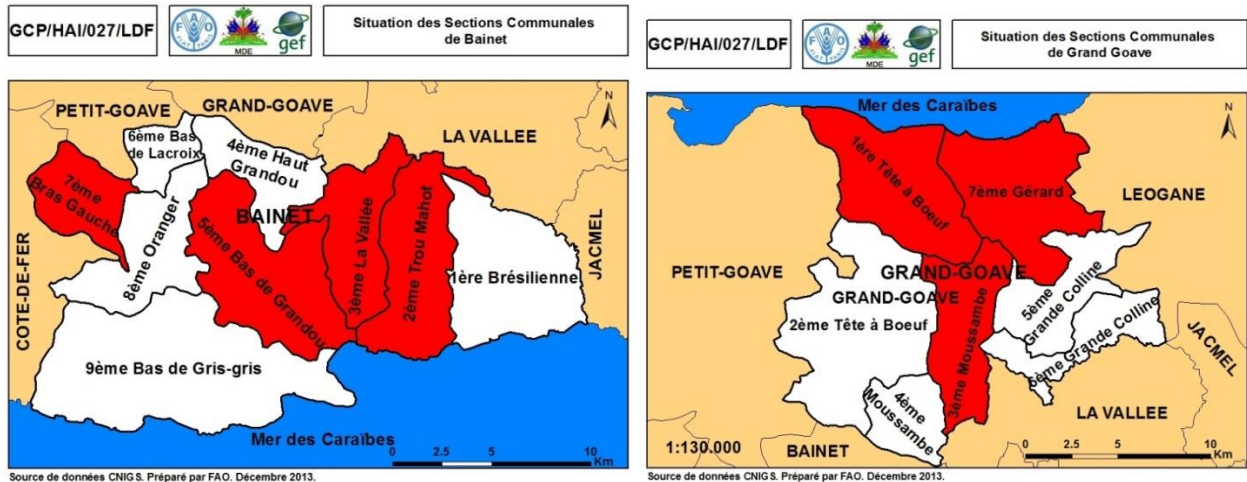 GCP/HAI/027/LDF
FAO
FIAT PANIS
MDE
gef
Situation des Sections Communales
de Bainet
PETIT-GOAVE
GRAND-GOAVE
N
LA VALLEE
6ème Bas
de Lacroix
4ème Haut
Grandou
7ème
Bras Gauche
BAINET
8ème Oranger
5ème Bas de Grandou
3ème La Vallée
2ème Trou Mahot
1ère Brésilienne
COTE-DE-FER
JACMEL
9ème Bas de Gris-gris
Mer des Caraïbes
0 2.5 5 10
Km
Source de données CNIGS. Préparé par FAO. Décembre 2013.
GCP/HAI/027/LDF
FAO
FIAT PANIS
MDE
gef
Situation des Sections Communales
de Grand Goave
Mer des Caraïbes
N
1ère Tête à Boeuf
7ème Gérard
LEOGANE
PETIT-GOAVE
GRAND-GOAVE
GRAND-GOAVE
2ème Tête à Boeuf
5ème
Grande Colline
6ème Grande Colline
3ème Moussambe
4ème
Moussambe
JACMEL
LA VALLEE
1:130.000
BAINET
0 2.5 5 10
Km
Source de données CNIGS. Préparé par FAO. Décembre 2013.